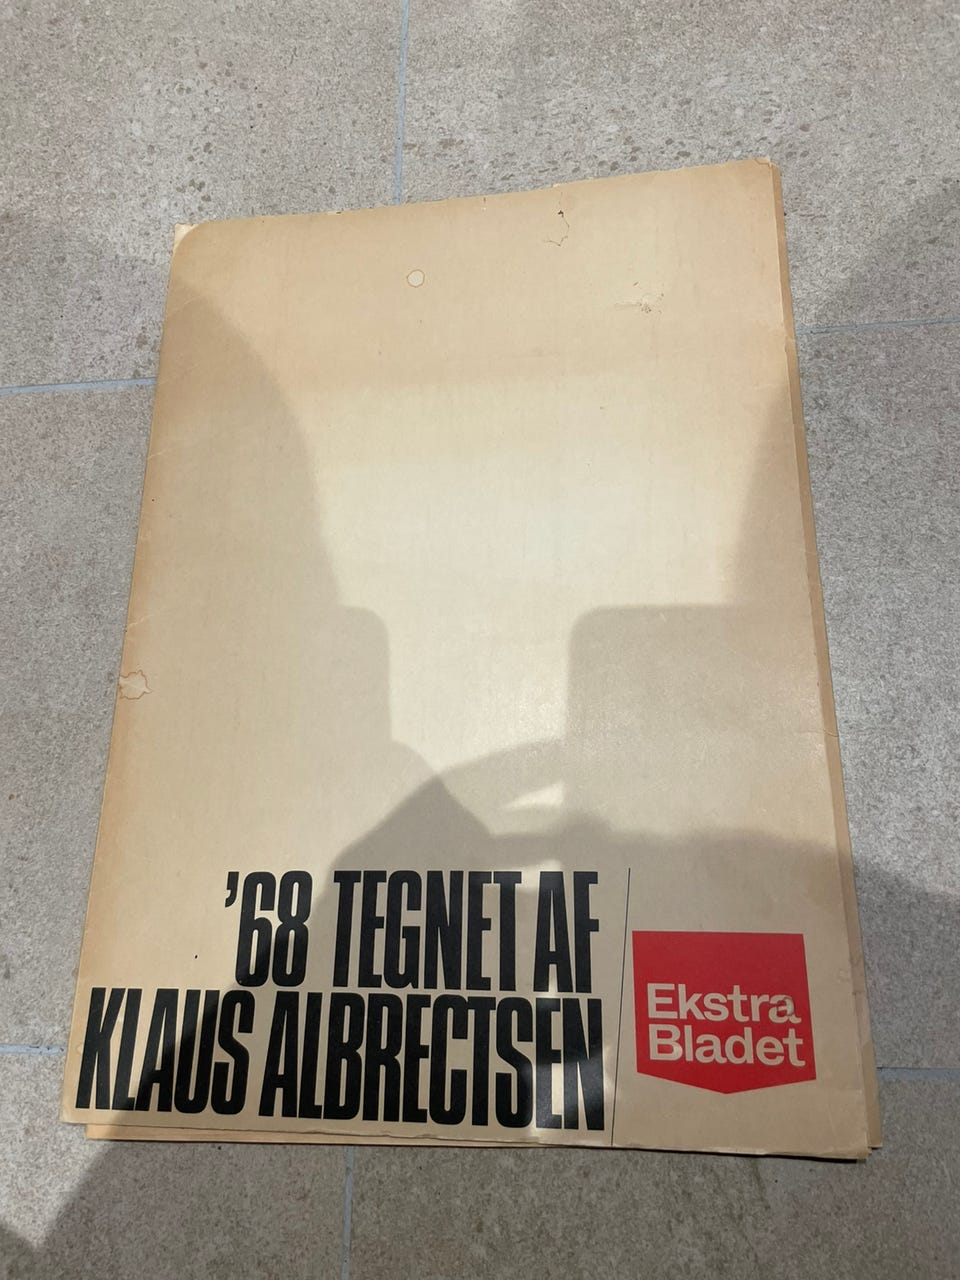 ’68 TEGNET AF
KLAUS ALBRECTSEN
Ekstra
Bladet